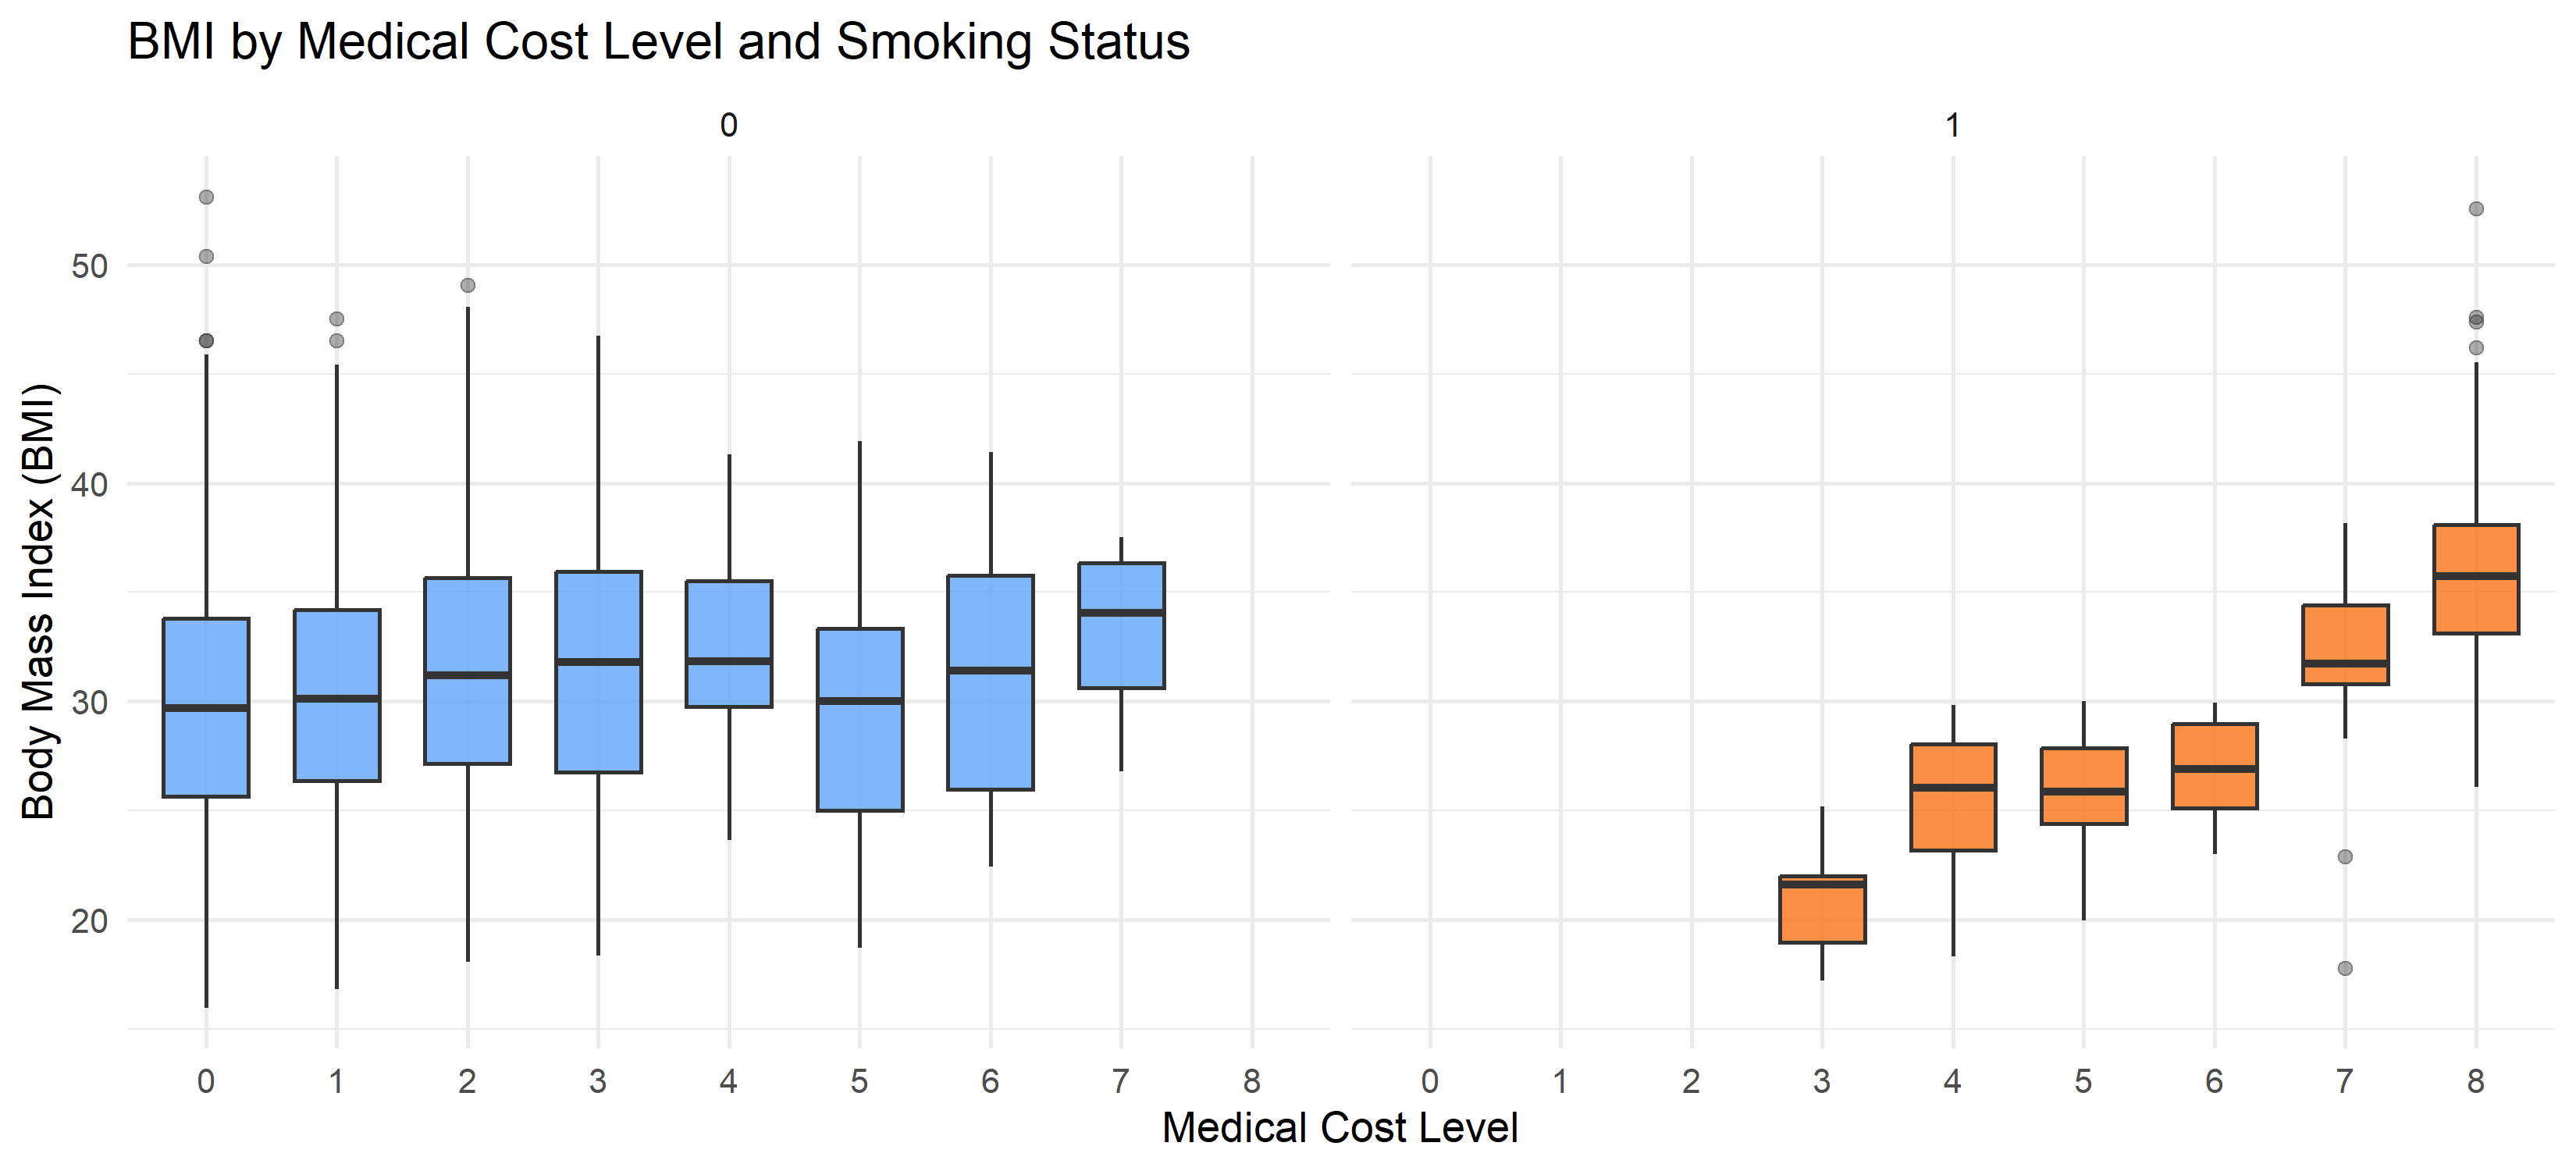 BMI by Medical Cost Level and Smoking Status
0 1
Body Mass Index (BMI)
50
40
30
20
0 1 2 3 4 5 6 7 8 0 1 2 3 4 5 6 7 8
Medical Cost Level